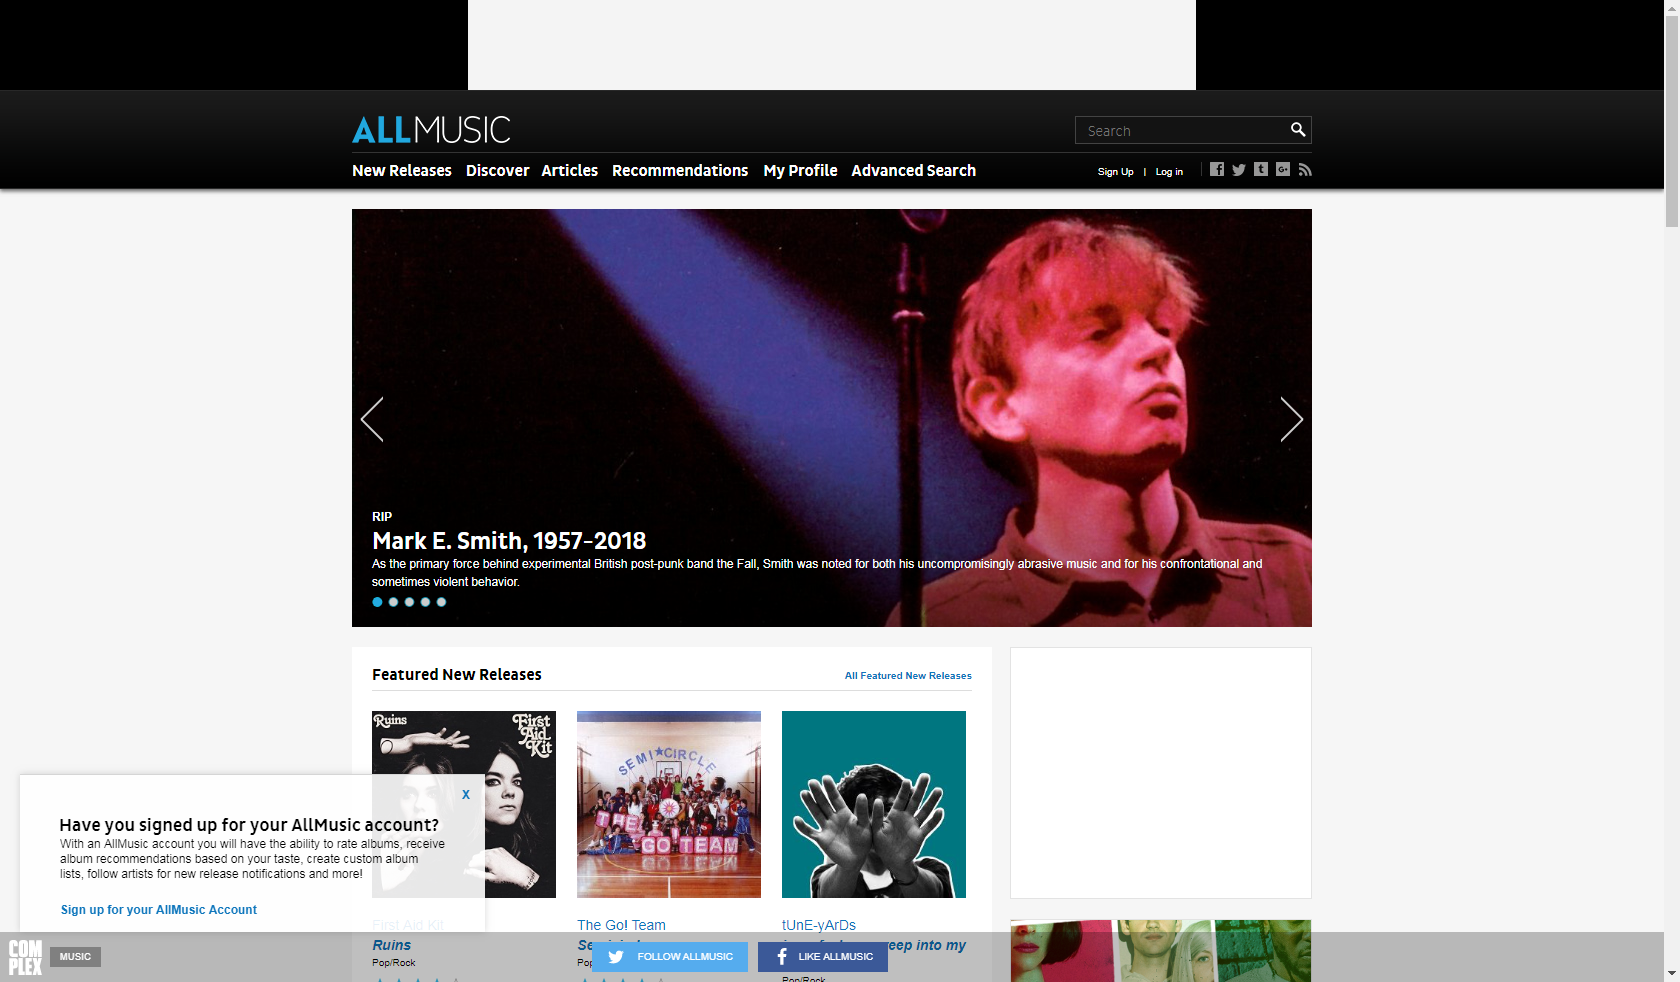 ALLMUSIC
Search
New Releases Discover Articles Recommendations My Profile Advanced Search
Sign Up | Log in
RIP
Mark E. Smith, 1957-2018
As the primary force behind experimental British post-punk band the Fall, Smith was noted for both his uncompromisingly abrasive music and for his confrontational and
sometimes violent behavior.
Featured New Releases
All Featured New Releases
Ruins
First
Aid
Kit
SEMI★CIRCLE
THE
GO! TEAM
X
Have you signed up for your AllMusic account?
With an AllMusic account you will have the ability to rate albums, receive
album recommendations based on your taste, create custom album
lists, follow artists for new release notifications and more!
Sign up for your AllMusic Account
First Aid Kit
Ruins
Pop/Rock
The Go! Team
tUnE-yArDs
eep into my
Pop/Rock
COM
PLEX
MUSIC
FOLLOW ALLMUSIC
LIKE ALLMUSIC